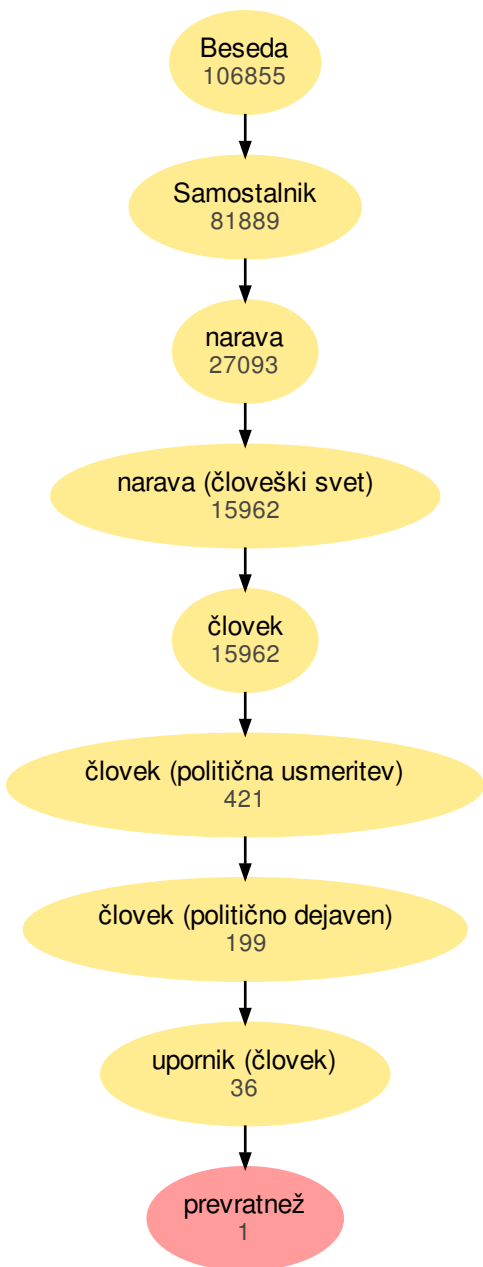 Beseda
106855
Samostalnik
81889
narava
27093
narava (človeški svet)
15962
človek
15962
človek (politična usmeritev)
421
človek (politično dejaven)
199
upornik (človek)
36
prevratnež
1